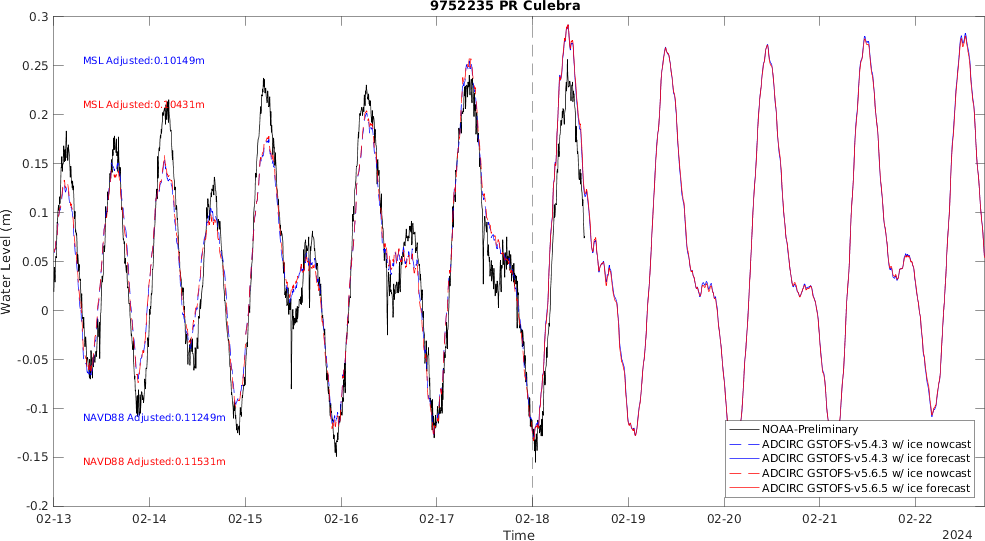 9752235 PR Culebra
0.3
0.25
0.2
0.15
0.1
0.05
0
-0.05
-0.1
-0.15
-0.2
Water Level (m)
MSL Adjusted:0.10149m
MSL Adjusted:0.10431m
NAVD88 Adjusted:0.11249m
NAVD88 Adjusted:0.11531m
NOAA-Preliminary
ADCIRC GSTOFS-v5.4.3 w/ ice nowcast
ADCIRC GSTOFS-v5.4.3 w/ ice forecast
ADCIRC GSTOFS-v5.6.5 w/ ice nowcast
ADCIRC GSTOFS-v5.6.5 w/ ice forecast
02-13 02-14 02-15 02-16 02-17 02-18 02-19 02-20 02-21 02-22
Time
2024